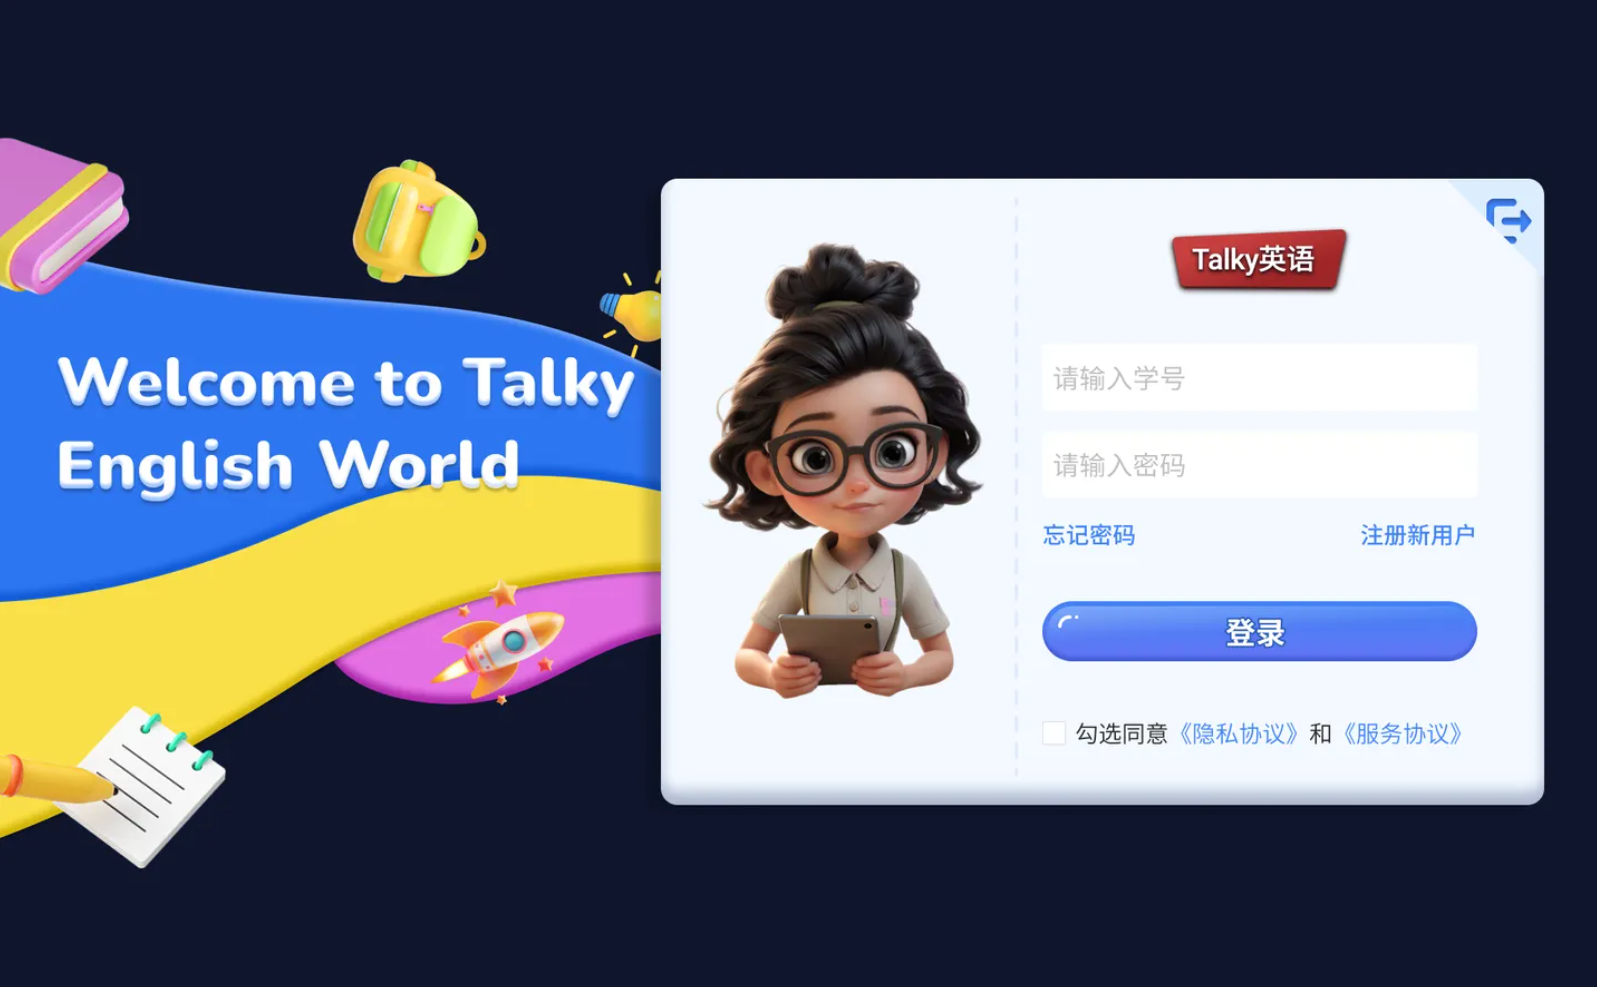 Welcome to Talky
English World
Talky英语
请输入学号
请输入密码
忘记密码 注册新用户
登录
勾选同意《隐私协议》和《服务协议》